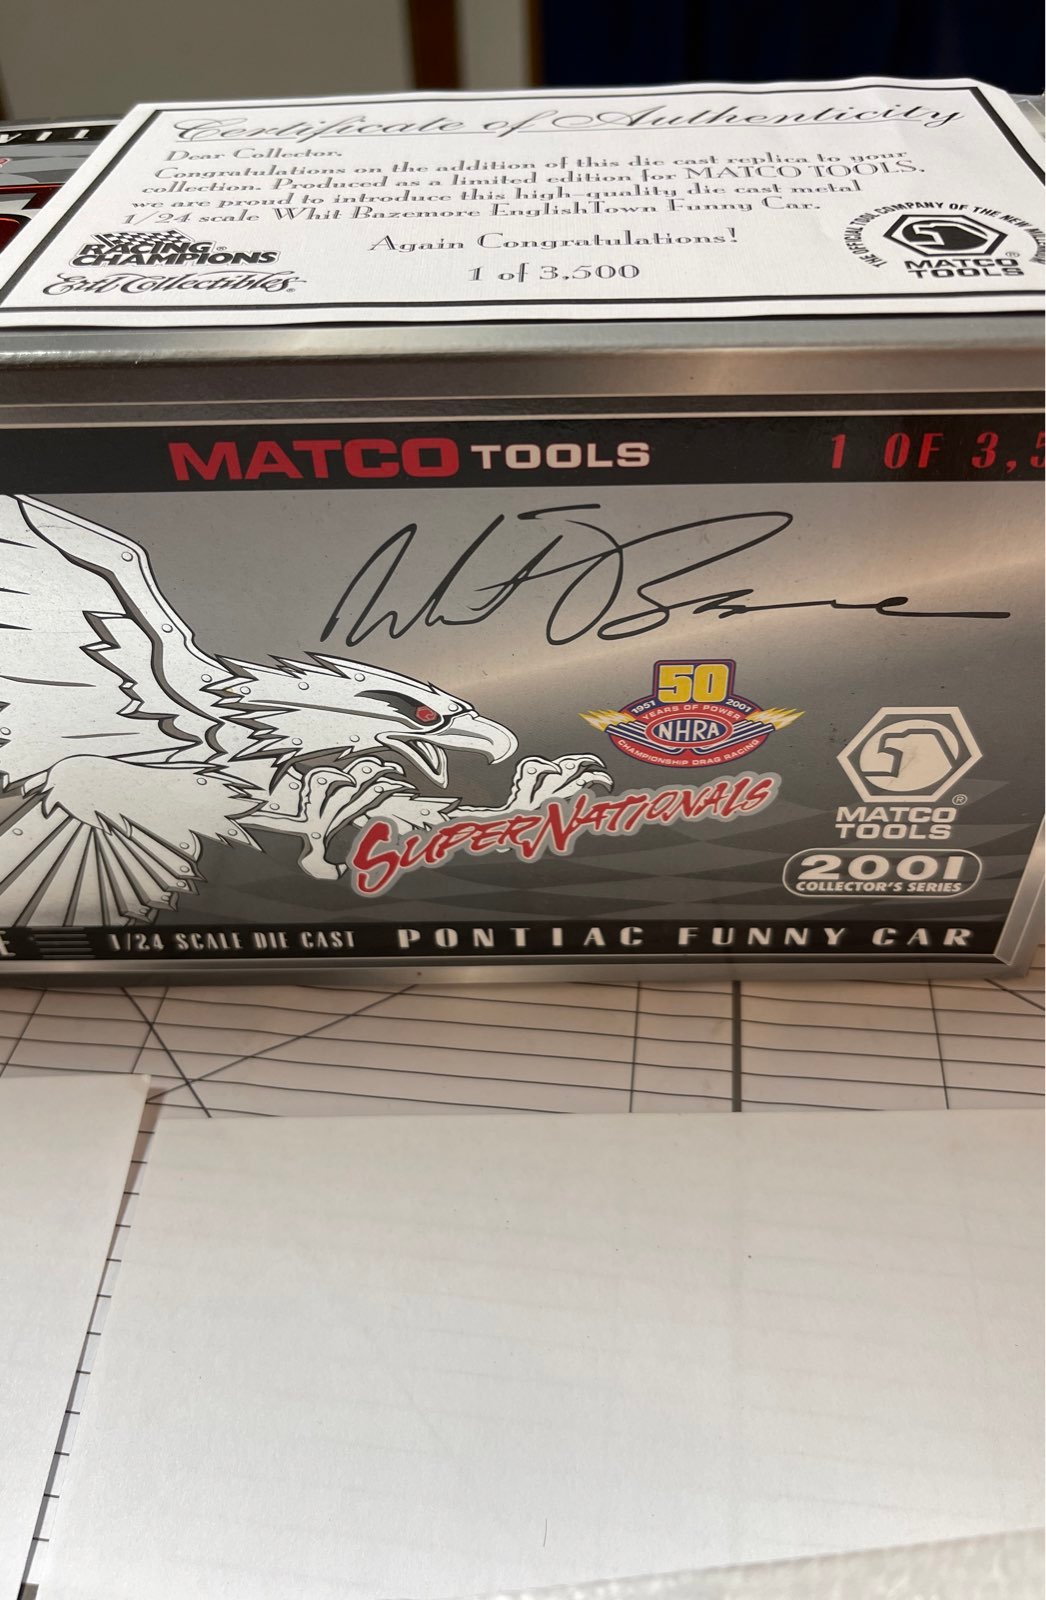 Certificate of Authenticity
Dear Collector,
Congratulations on the addition of this die cast replica to your
collection. Produced as a limited edition for MATCO TOOLS,
we are proud to introduce this high-quality die cast metal
1/24 scale Whit Bazemore EnglishTown Funny Car.
Again Congratulations!
1 of 3,500
RACING
CHAMPIONS®
Ertl Collectibles®
THE OFFICIAL TOOL COMPANY OF THE NEW MILLENNIUM
MATCO®
TOOLS
MATCO TOOLS
1 OF 3,5
Whit Bazemore
50
1951 2001
YEARS OF POWER
NHRA
CHAMPIONSHIP DRAG RACING
SUPERNATIONALS
MATCO®
TOOLS
2001
COLLECTOR'S SERIES
E 1/24 SCALE DIE CAST PONTIAC FUNNY CAR